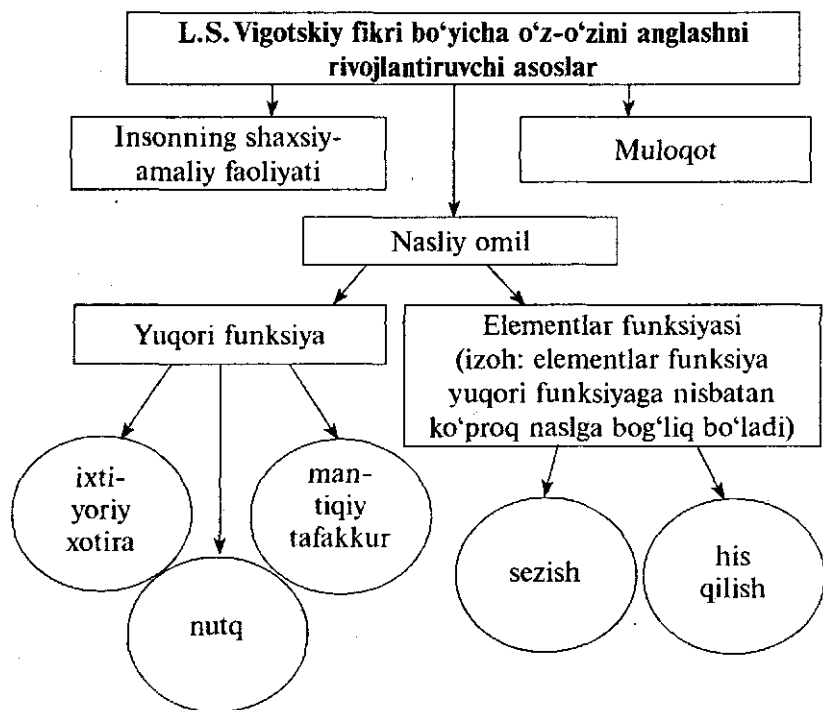 L.S. Vigotskiy fikri bo‘yicha o‘z-o‘zini anglashni
rivojlantiruvchi asoslar
Insonning shaxsiy-
amaliy faoliyati
Muloqot
Nasliy omil
Yuqori funksiya
Elementlar funksiyasi
(izoh: elementlar funksiya
yuqori funksiyaga nisbatan
ko‘proq naslga bog‘liq bo‘ladi)
ixti-
yoriy
xotira
nutq
man-
tiqiy
tafakkur
sezish
his
qilish